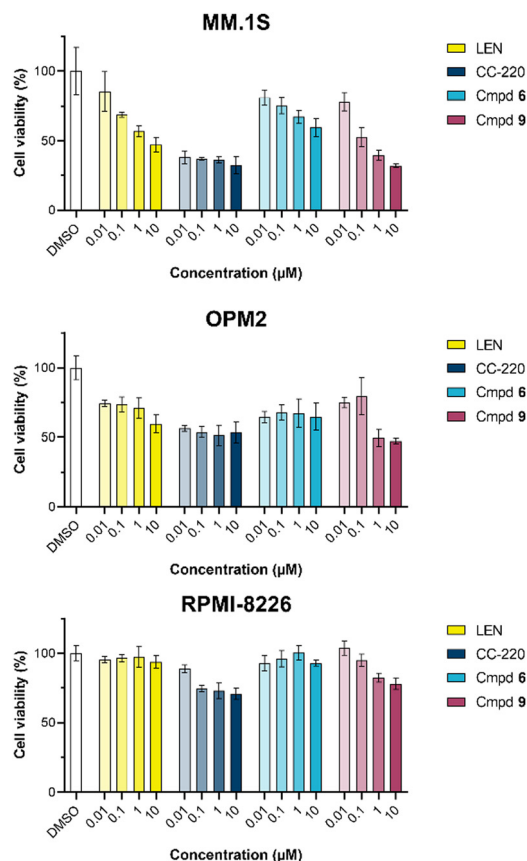 MM.1S
Cell viability (%)
100
50
0
DMSO 0.01 0.1 1 10 0.01 0.1 1 10 0.01 0.1 1 10 0.01 0.1 1 10
Concentration (µM)
LEN
CC-220
Cmpd 6
Cmpd 9
OPM2
Cell viability (%)
100
50
0
DMSO 0.01 0.1 1 10 0.01 0.1 1 10 0.01 0.1 1 10 0.01 0.1 1 10
Concentration (µM)
LEN
CC-220
Cmpd 6
Cmpd 9
RPMI-8226
Cell viability (%)
100
50
0
DMSO 0.01 0.1 1 10 0.01 0.1 1 10 0.01 0.1 1 10 0.01 0.1 1 10
Concentration (µM)
LEN
CC-220
Cmpd 6
Cmpd 9